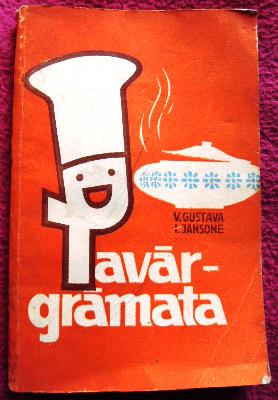 V. GUSTAVA
I. JANSONE
Pavār-
grāmata